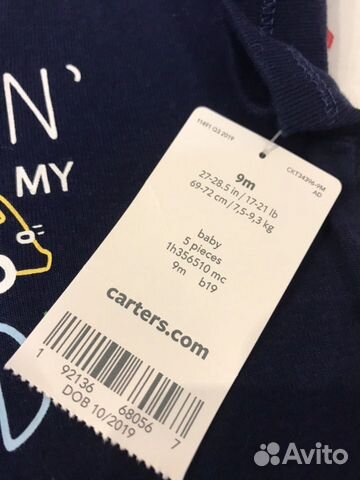 N'
MY
11491 Q3 2019
CKT34396-9M
AD
9m
27-28.5 in / 17-21 lb
69-72 cm / 7.5-9,3 kg
baby
5 pieces
1h356510 mc
9m b19
carters.com
1 92136 68056 7
DOB 10/2019
Avito